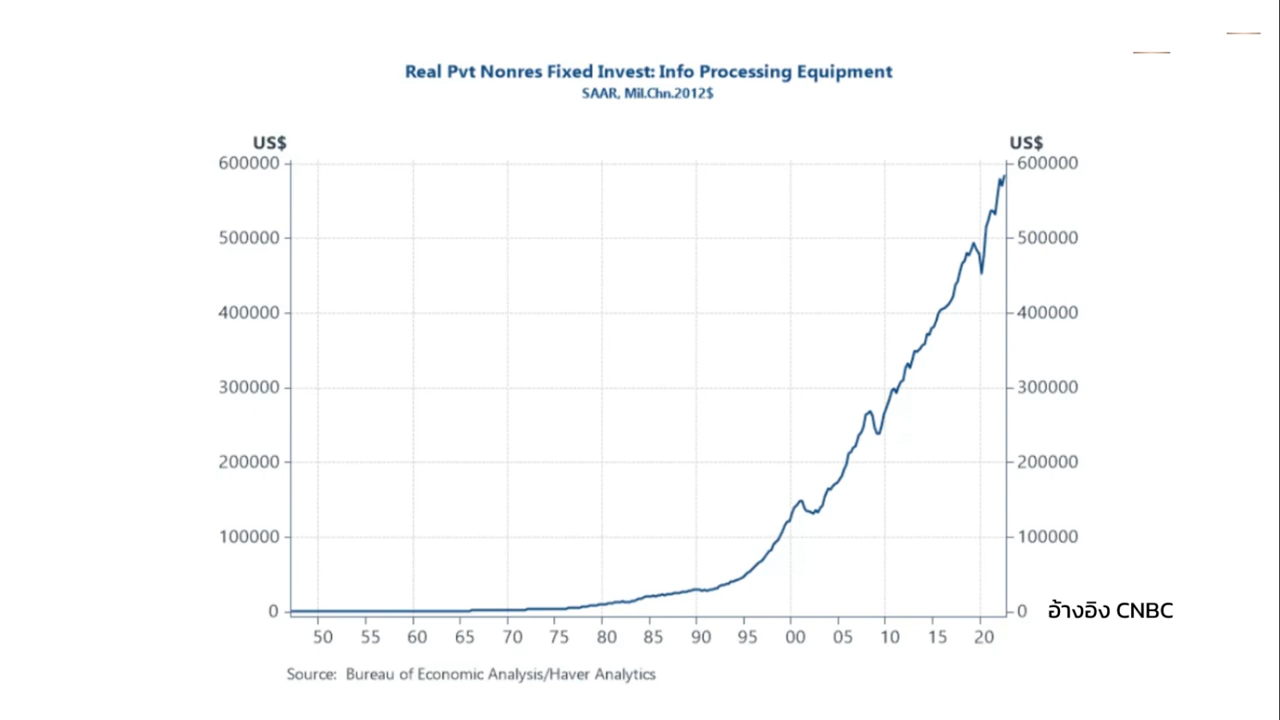 Real Pvt Nonres Fixed Invest: Info Processing Equipment
SAAR, Mil.Chn.2012$
US$ US$
600000 600000
500000 500000
400000 400000
300000 300000
200000 200000
100000 100000
0 0
อ้างอิง CNBC
50 55 60 65 70 75 80 85 90 95 00 05 10 15 20
Source: Bureau of Economic Analysis/Haver Analytics